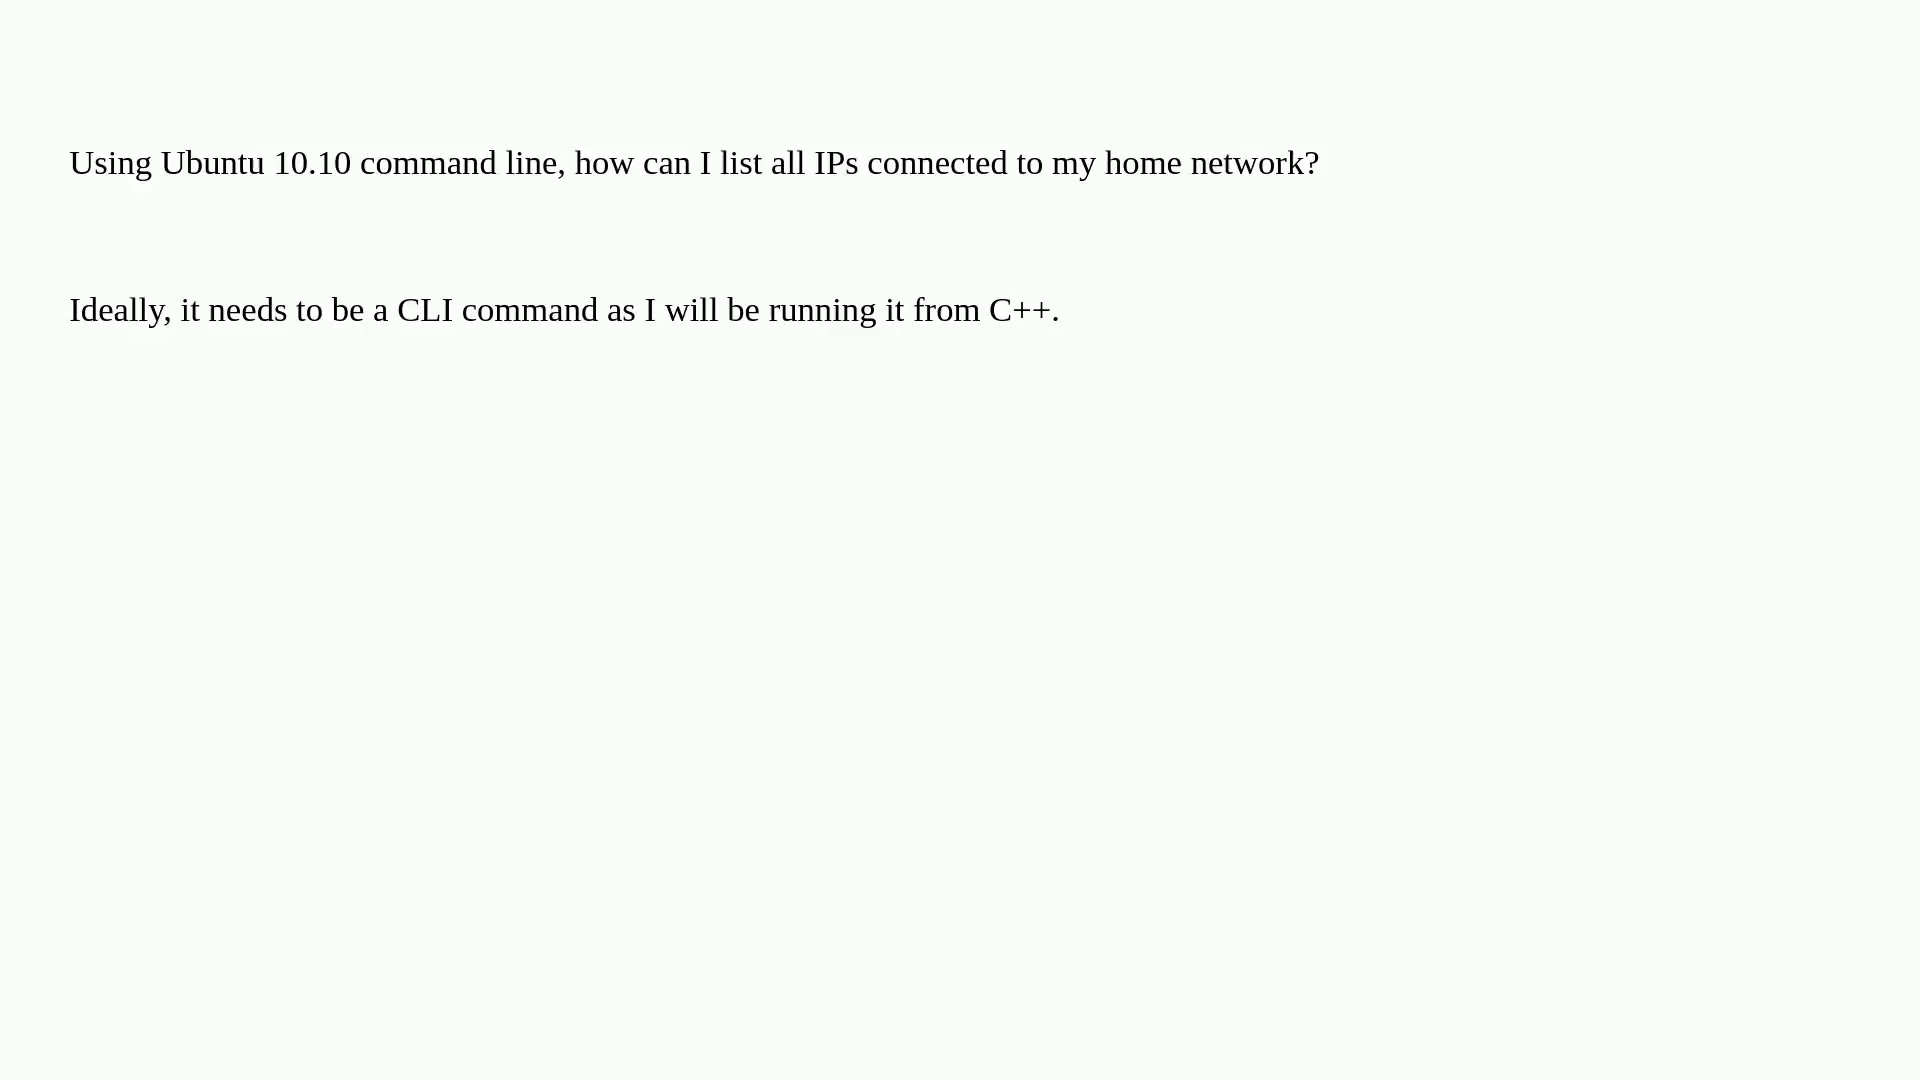 Using Ubuntu 10.10 command line, how can I list all IPs connected to my home network?
Ideally, it needs to be a CLI command as I will be running it from C++.